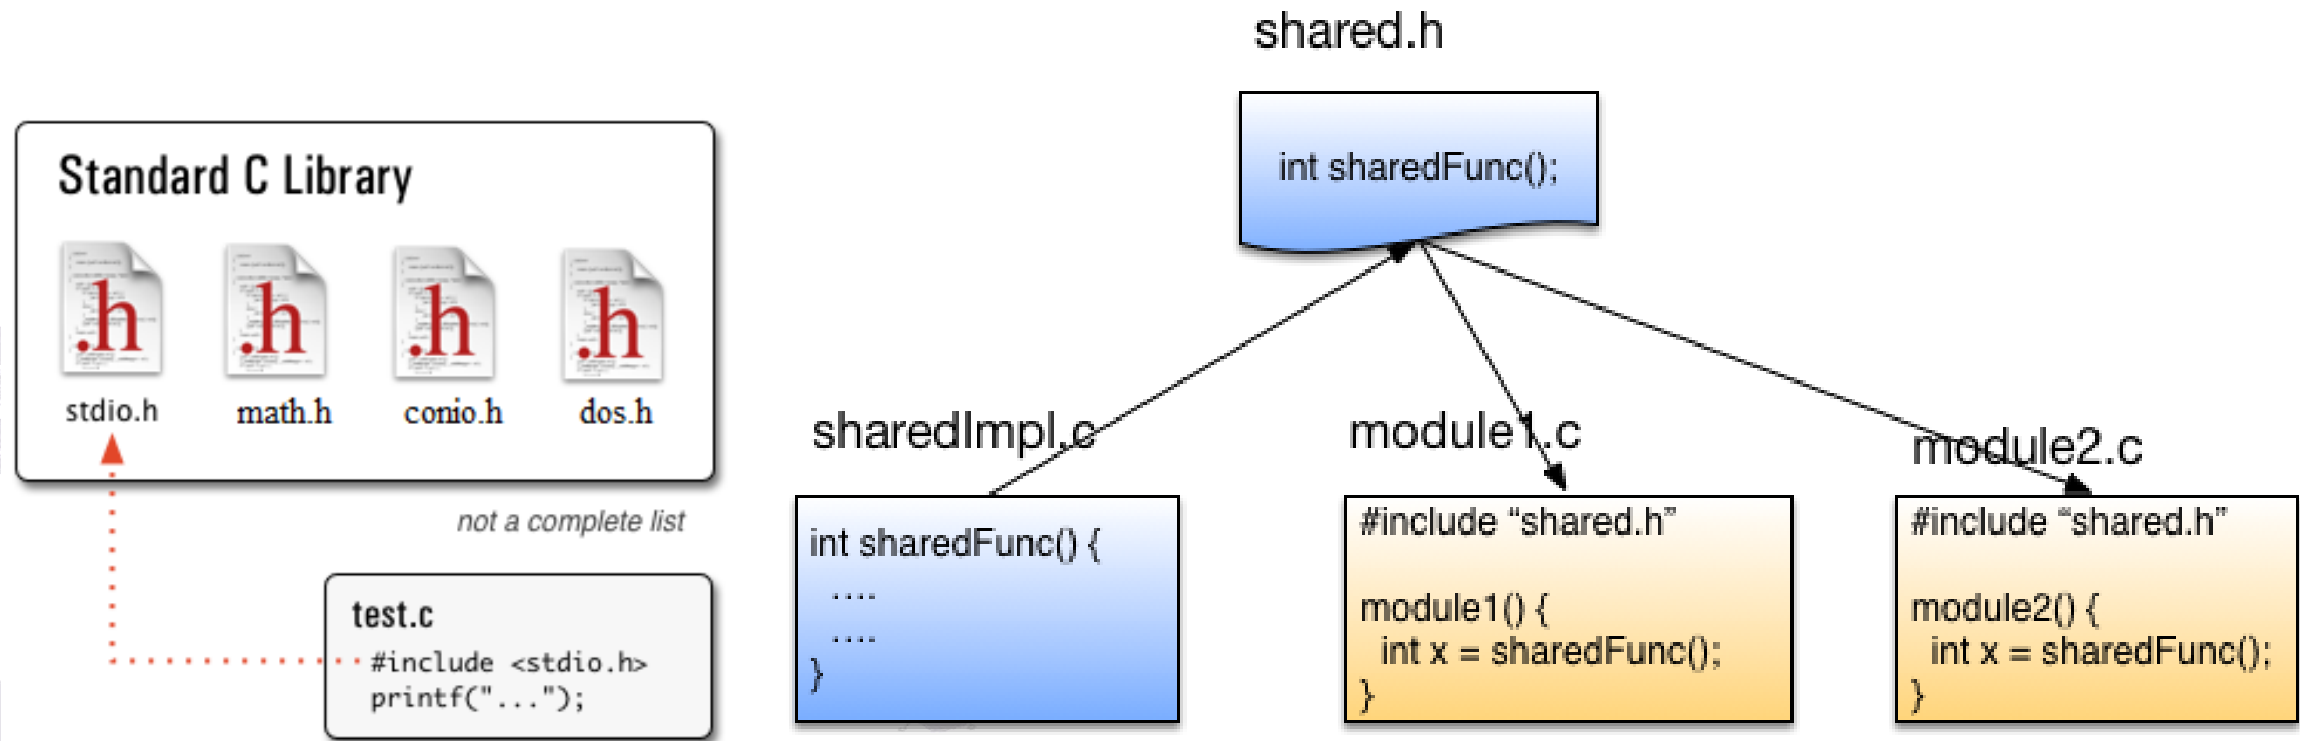 Standard C Library
.h .h .h .h
stdio.h math.h conio.h dos.h
not a complete list
test.c
#include <stdio.h>
printf("...");
shared.h
int sharedFunc();
sharedImpl.c
int sharedFunc() {
....
....
}
module1.c
#include “shared.h”
module1() {
int x = sharedFunc();
}
module2.c
#include “shared.h”
module2() {
int x = sharedFunc();
}